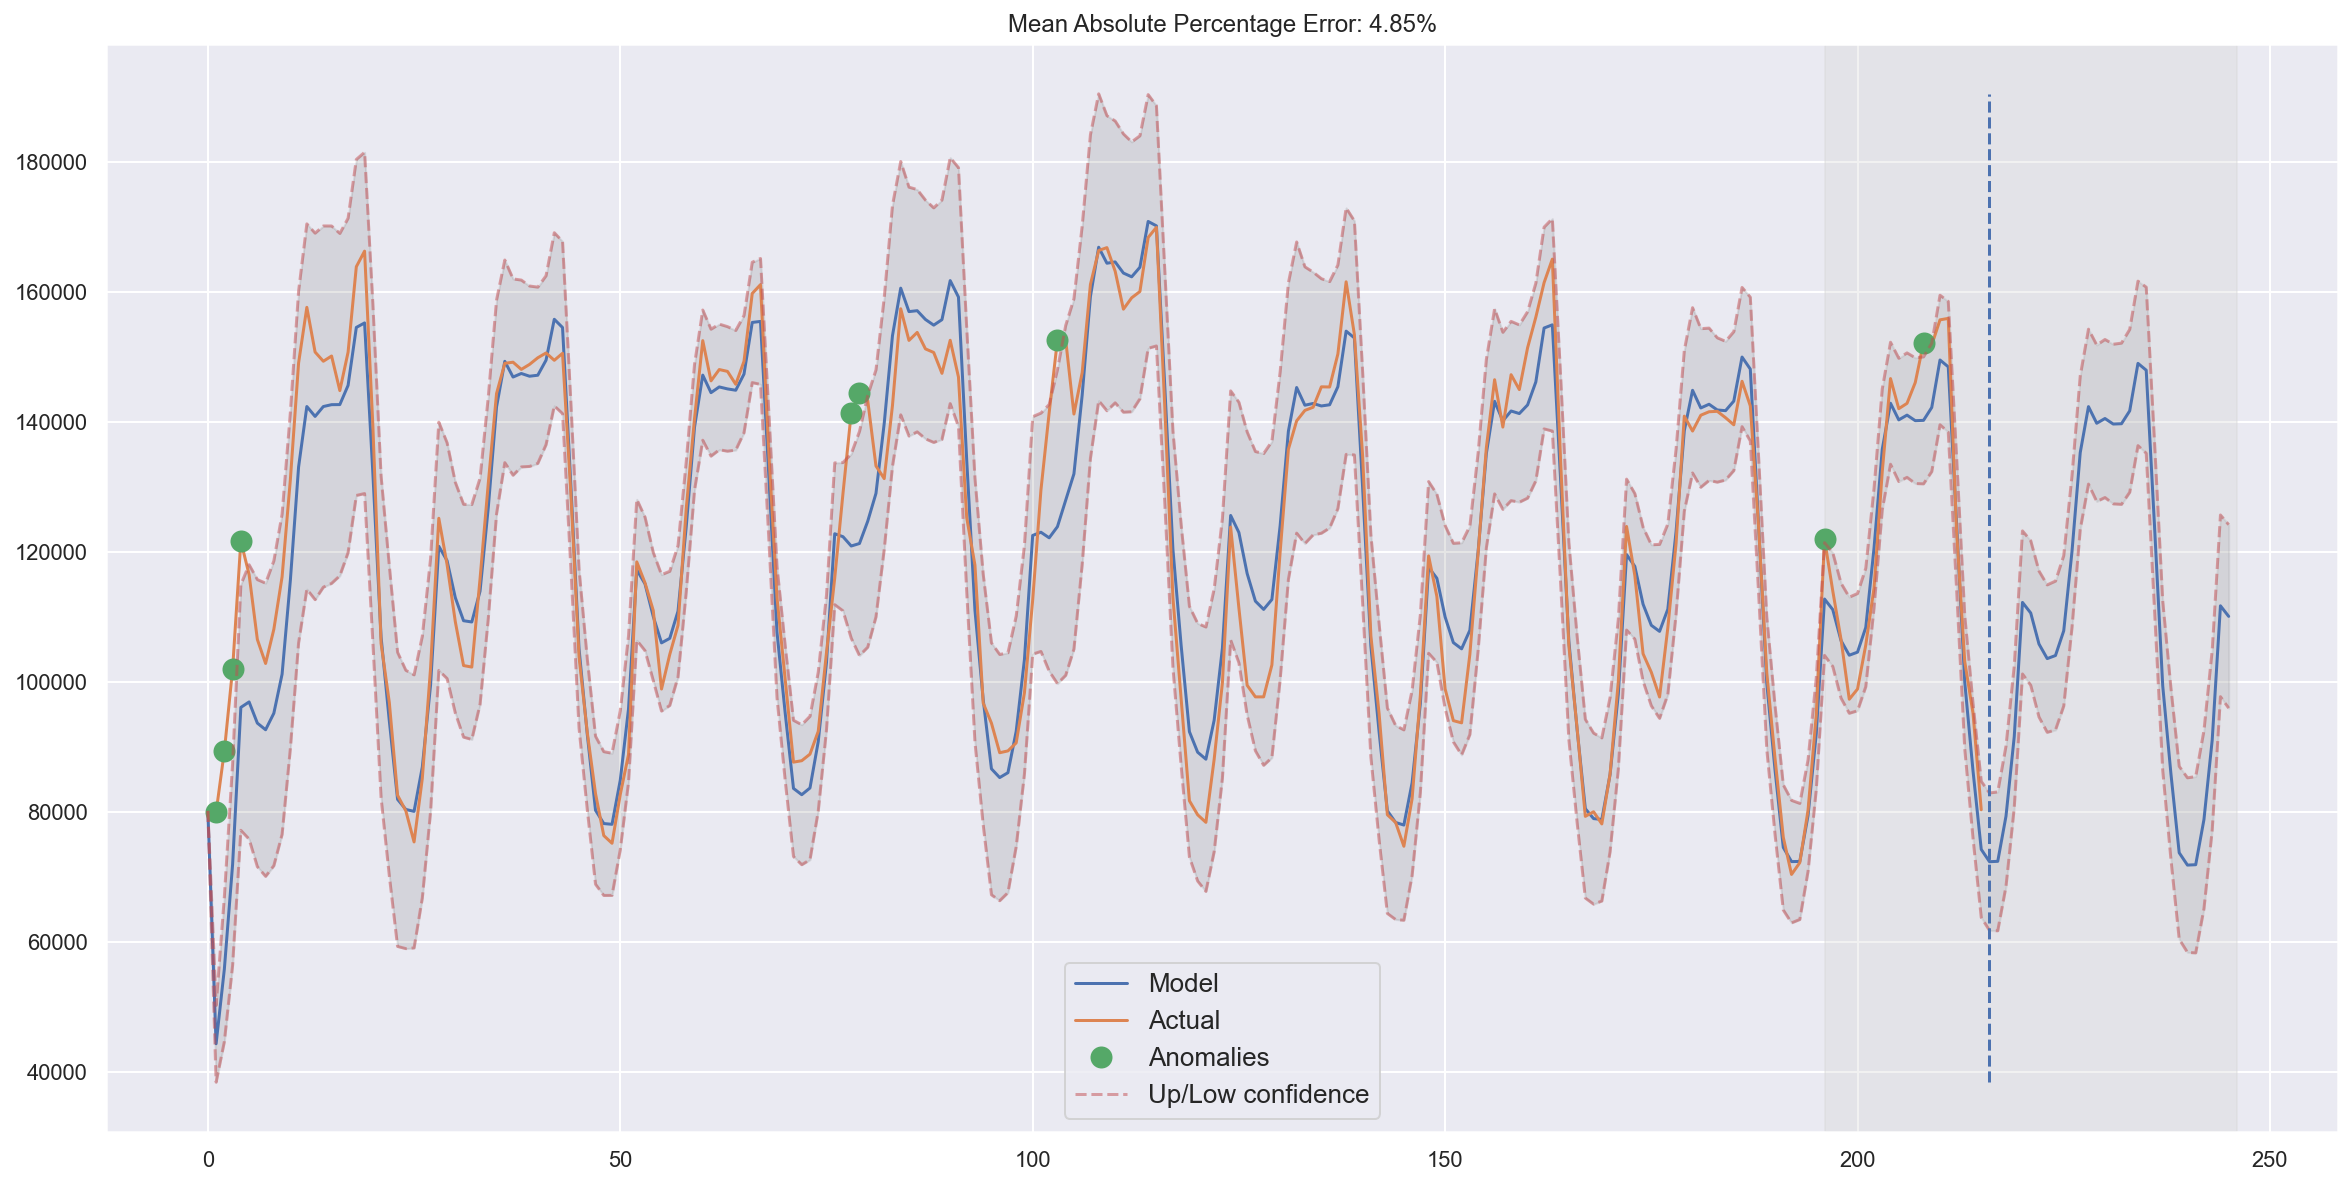 Mean Absolute Percentage Error: 4.85%
180000
160000
140000
120000
100000
80000
60000
40000
Model
Actual
Anomalies
Up/Low confidence
0
50
100
150
200
250